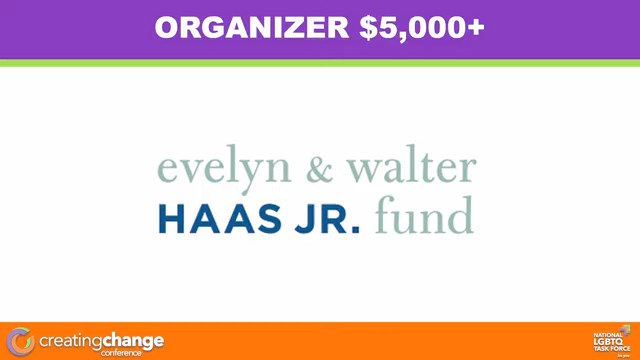 ORGANIZER $5,000+
evelyn & walter
HAAS JR. fund
creatingchange
conference
NATIONAL
LGBTQ
TASK FORCE